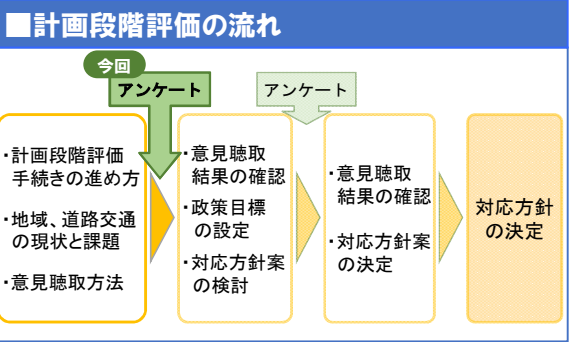 ■計画段階評価の流れ
今回
アンケート
アンケート
・計画段階評価
手続きの進め方
・地域、道路交通
の現状と課題
・意見聴取方法
・意見聴取
結果の確認
・政策目標
の設定
・対応方針案
の検討
・意見聴取
結果の確認
・対応方針案
の決定
対応方針
の決定